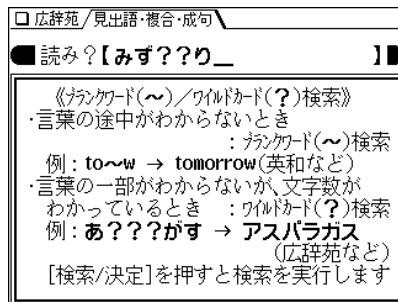 広辞苑/見出語・複合・成句
読み?【みず??り_ 】
《ブランクワード(~)/ワイルドカード(?)検索》
・言葉の途中がわからないとき
:ブランクワード(~)検索
例:to~w → tomorrow(英和など)
・言葉の一部がわからないが、文字数が
わかっているとき :ワイルドカード(?)検索
例:あ???がす → アスパラガス
(広辞苑など)
[検索/決定]を押すと検索を実行します